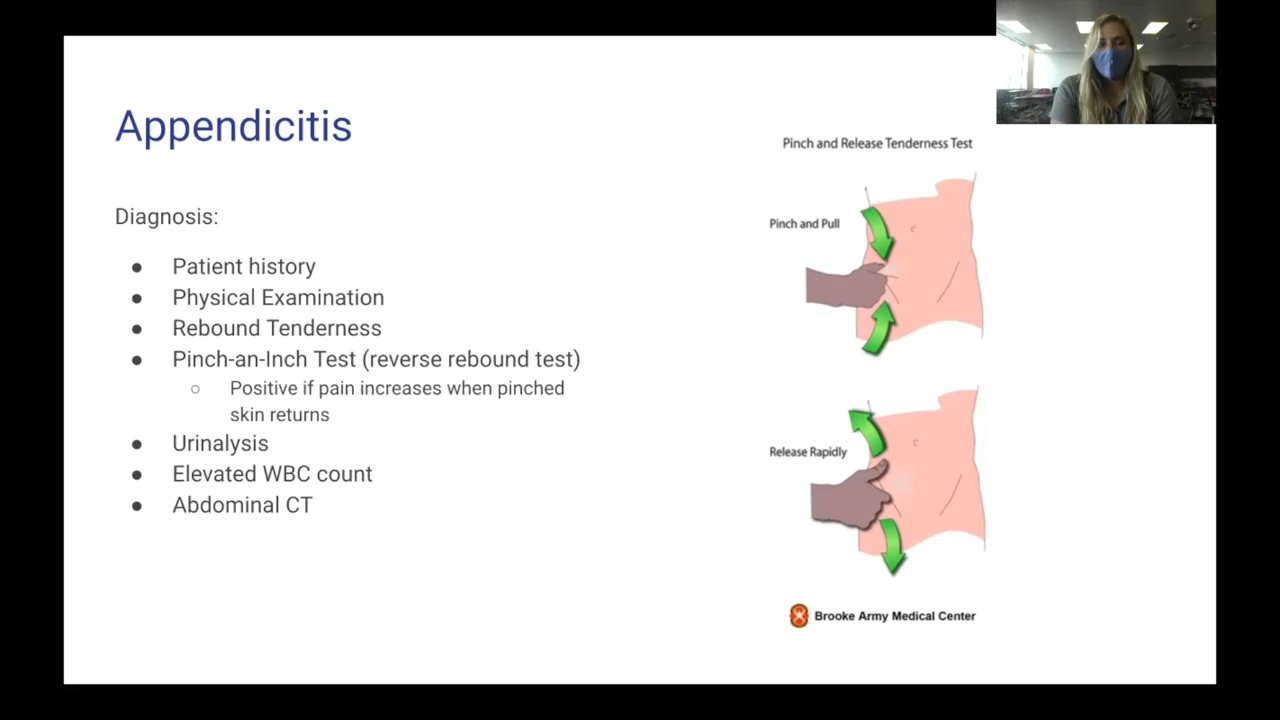 Appendicitis
Diagnosis:
● Patient history
● Physical Examination
● Rebound Tenderness
● Pinch-an-Inch Test (reverse rebound test)
○ Positive if pain increases when pinched
skin returns
● Urinalysis
● Elevated WBC count
● Abdominal CT
Pinch and Release Tenderness Test
Pinch and Pull
Release Rapidly
Brooke Army Medical Center